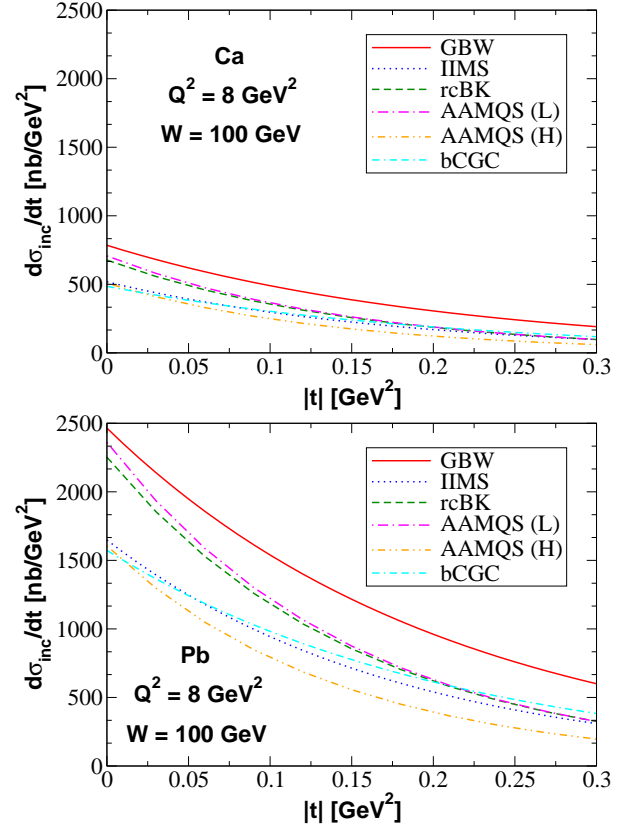 2500
2000
1500
1000
500
0
dσ_inc/dt [nb/GeV²]
Ca
Q² = 8 GeV²
W = 100 GeV
GBW
IIMS
rcBK
AAMQS (L)
AAMQS (H)
bCGC
0 0.05 0.1 0.15 0.2 0.25 0.3
|t| [GeV²]
2500
2000
1500
1000
500
0
dσ_inc/dt [nb/GeV²]
GBW
IIMS
rcBK
AAMQS (L)
AAMQS (H)
bCGC
Pb
Q² = 8 GeV²
W = 100 GeV
0 0.05 0.1 0.15 0.2 0.25 0.3
|t| [GeV²]